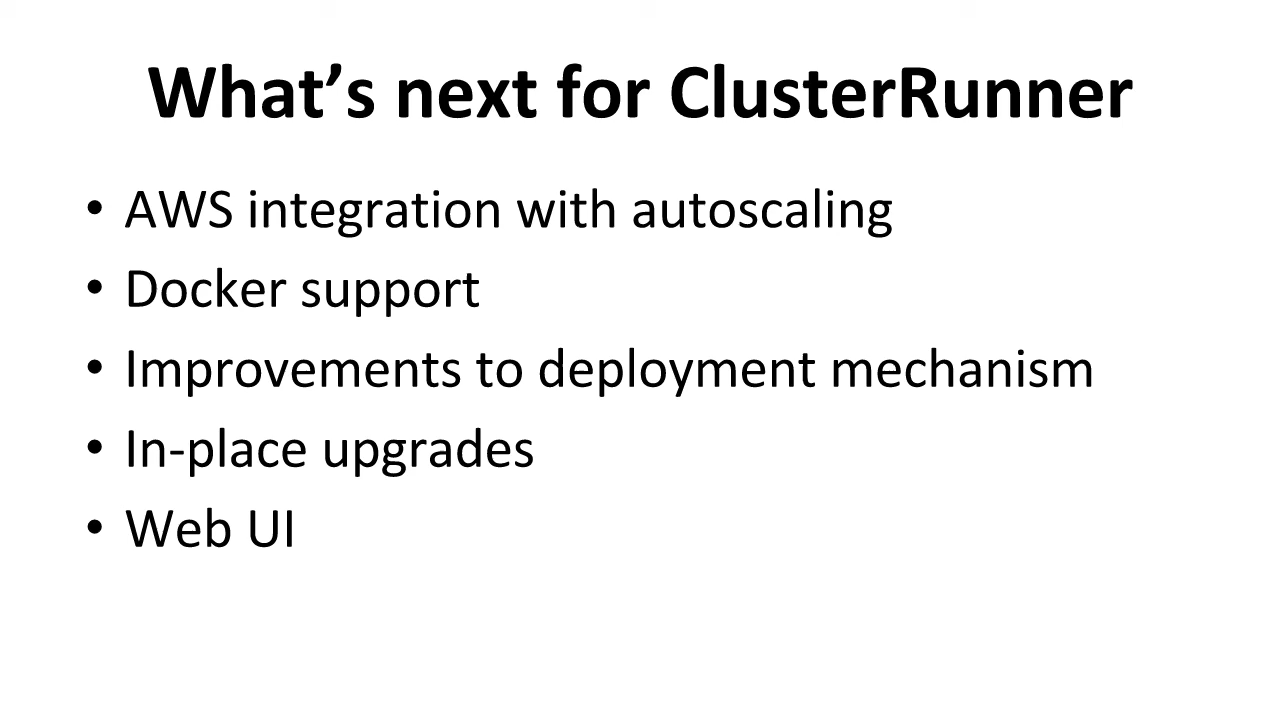 What’s next for ClusterRunner
• AWS integration with autoscaling
• Docker support
• Improvements to deployment mechanism
• In-place upgrades
• Web UI